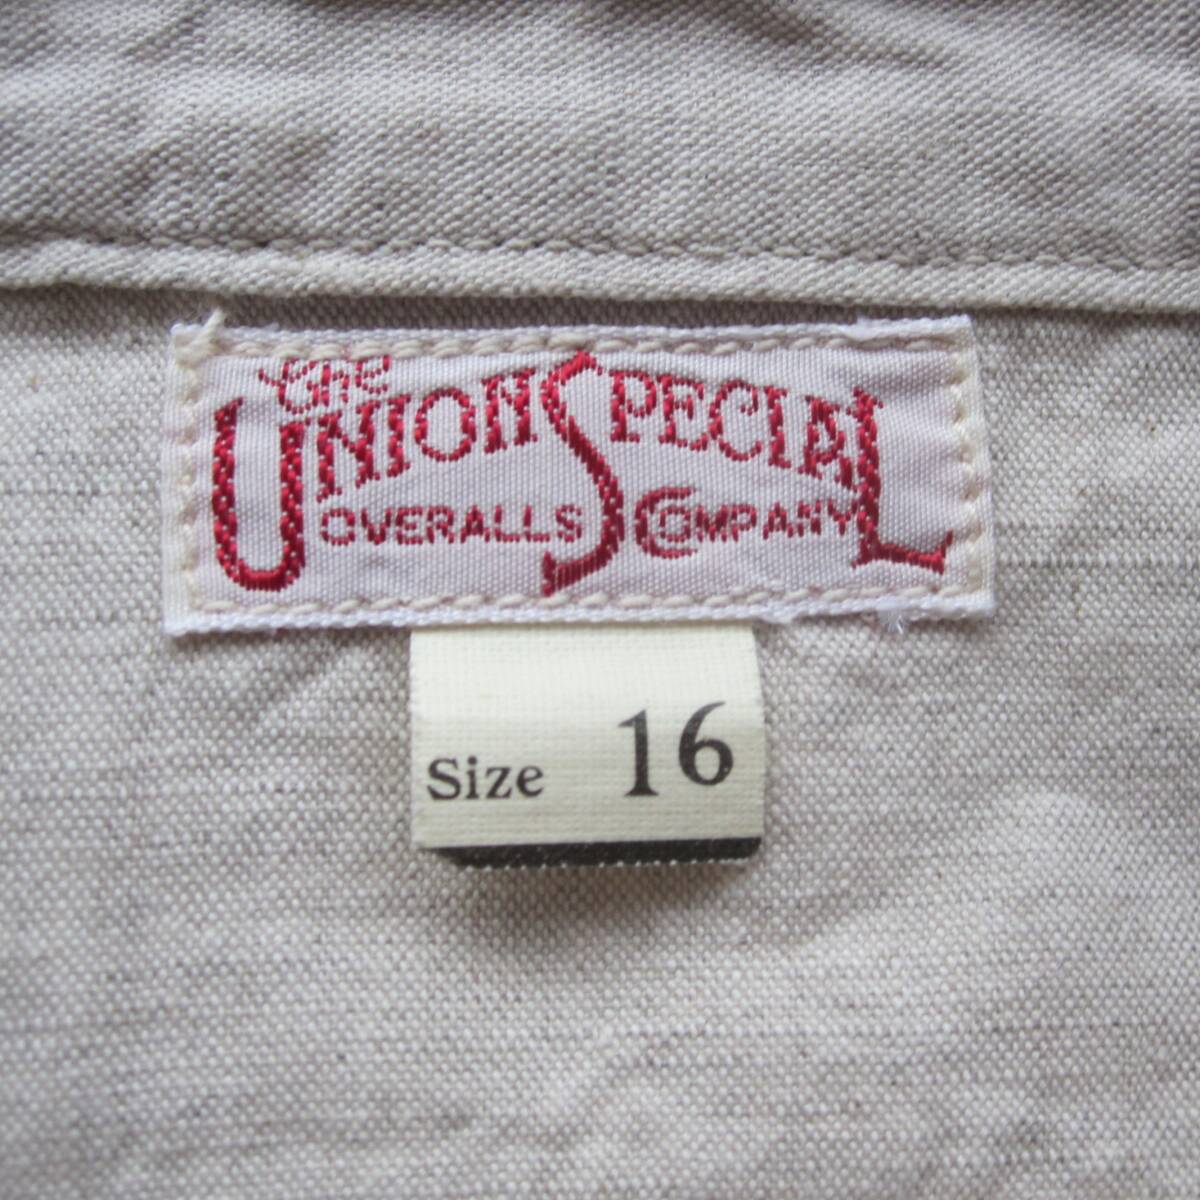 the
UNION SPECIAL
OVERALLS COMPANY
Size 16